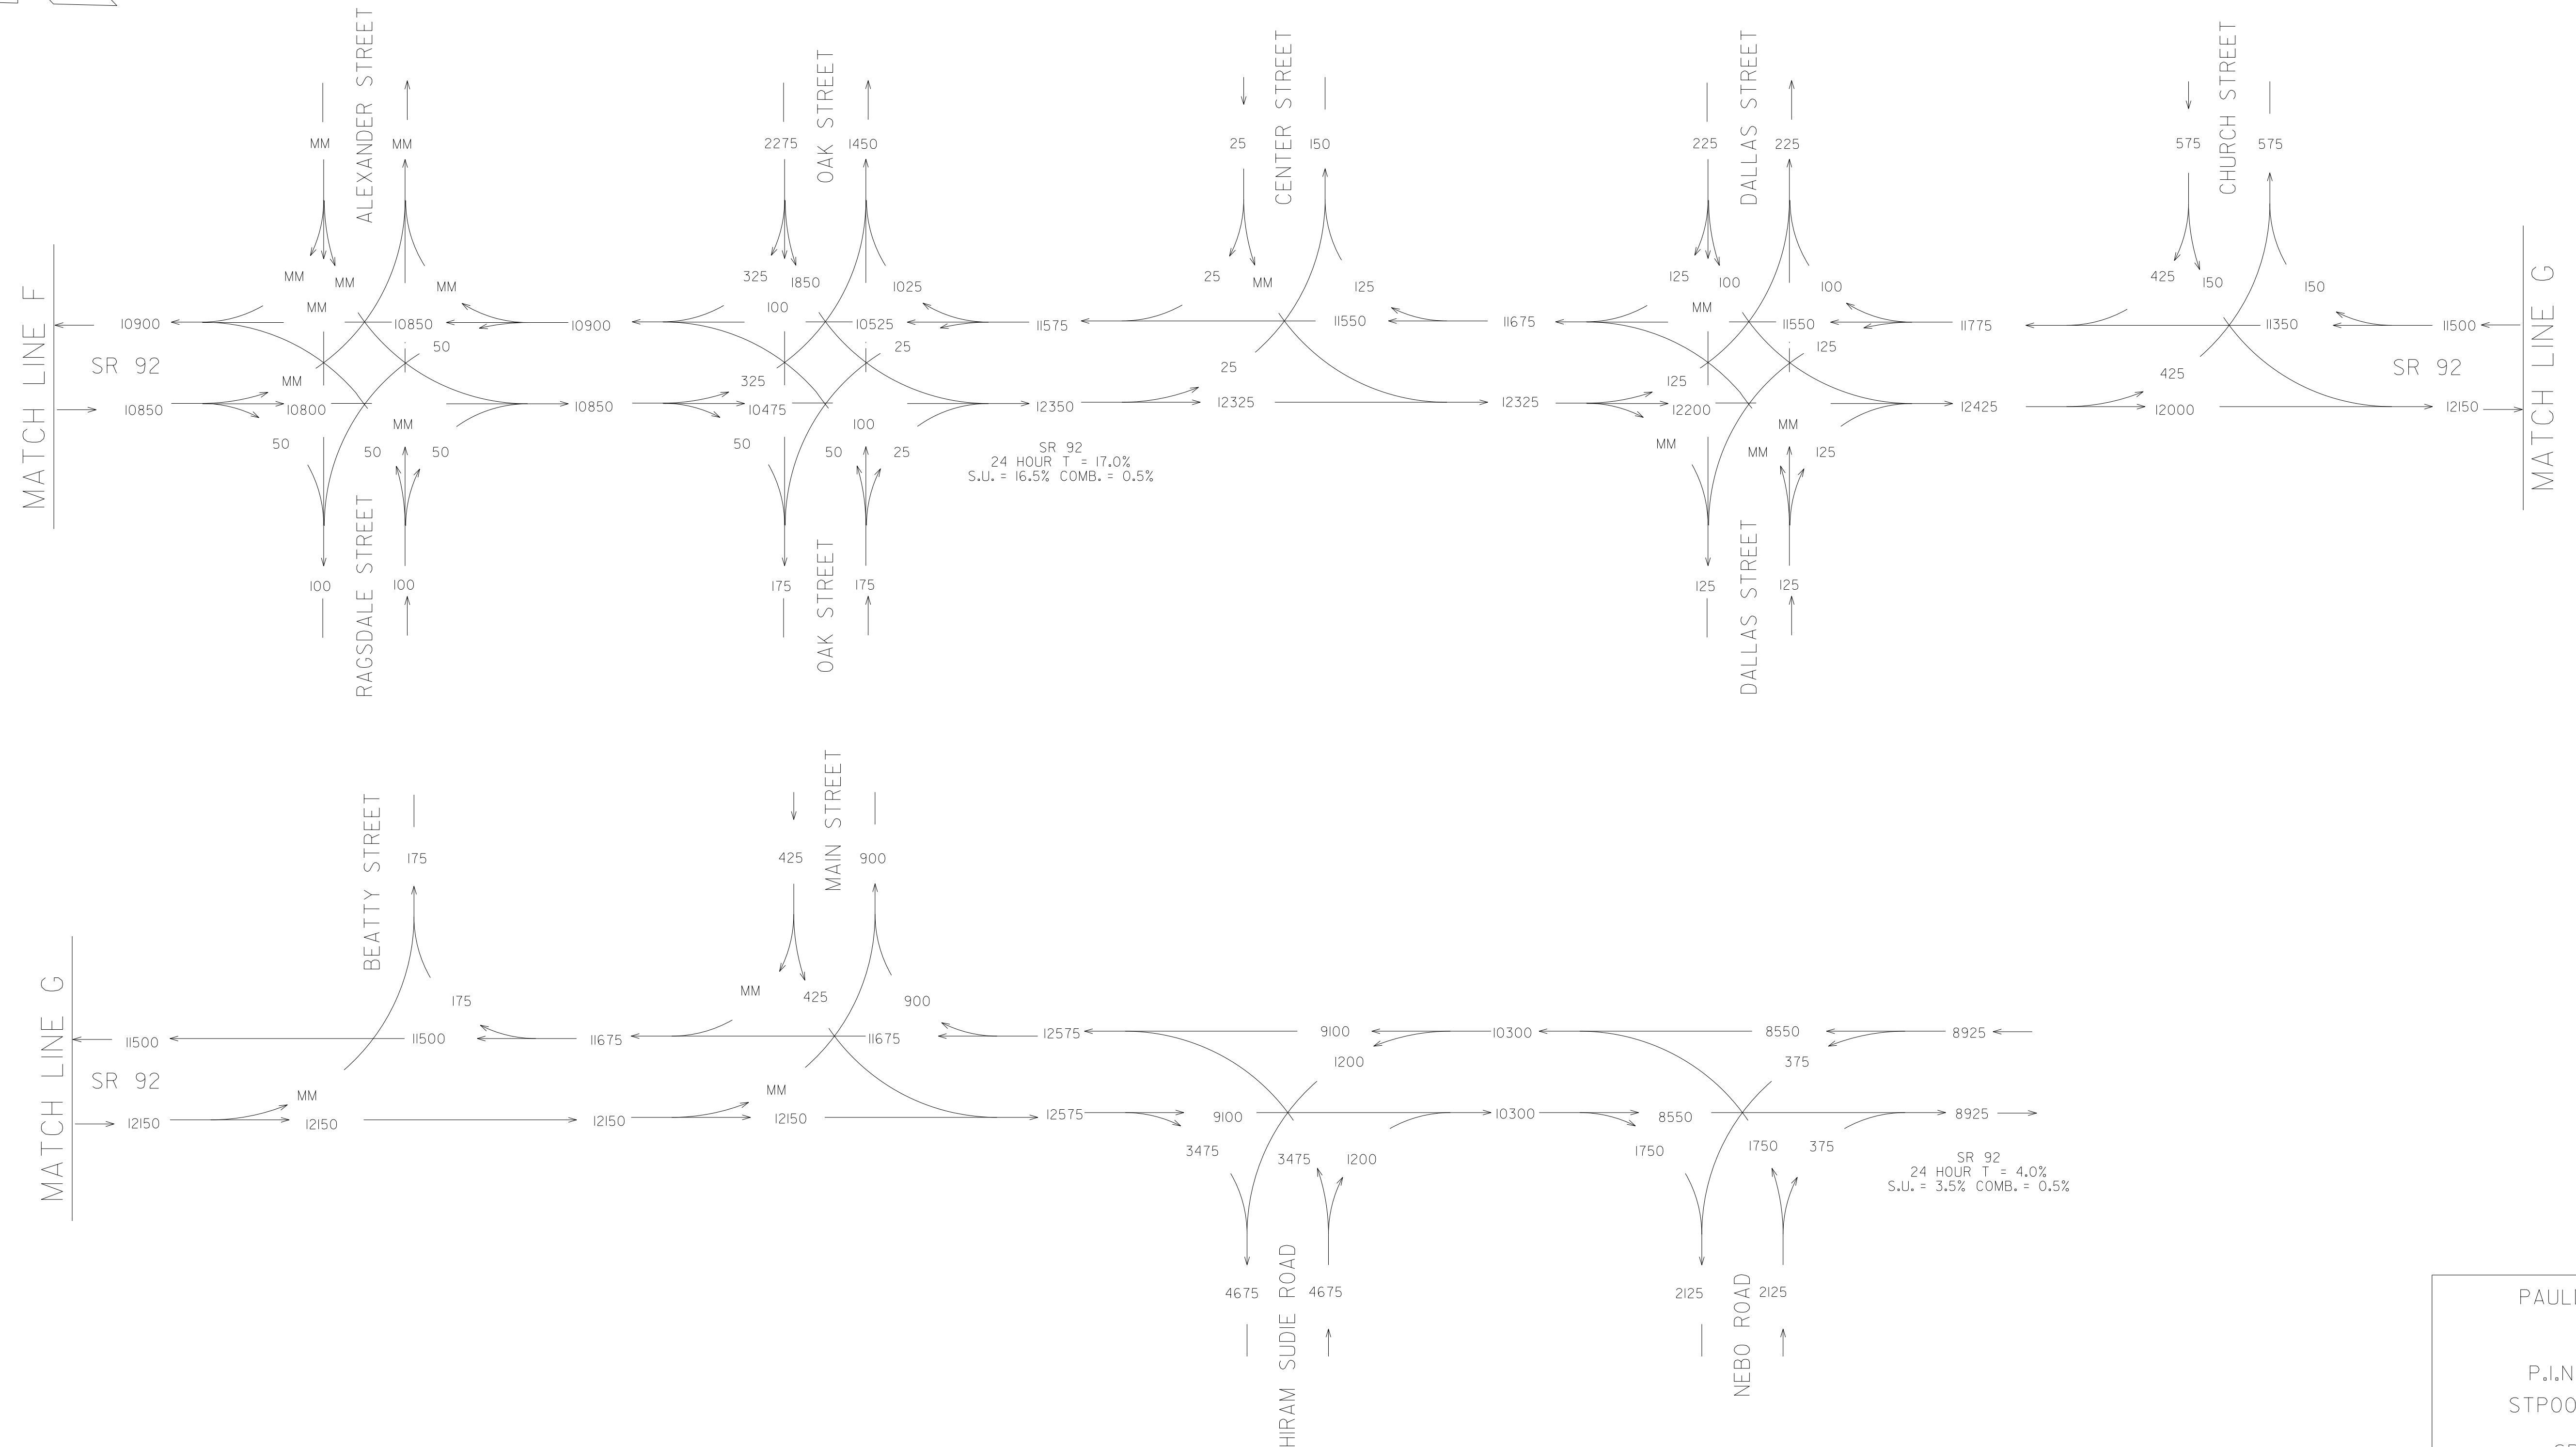 ALEXANDER STREET
OAK STREET
CENTER STREET
DALLAS STREET
CHURCH STREET
MM MM 2275 1450 25 150 225 225 575 575
MM MM MM 325 1850 1025 25 MM 125 125 100 100 425 150 150
MM 100 MM
MATCH LINE F
10900 10850 10900 10525 11575 11550 11675 11550 11775 11350 11500
MATCH LINE G
50 25 125
SR 92
SR 92
MM 325 25 125 425
10850 10800 10850 10475 12350 12325 12325 12200 12425 12000 12150
MM 100 MM
50 50 50 50 50 25 MM MM 125
SR 92
24 HOUR T = 17.0%
S.U. = 16.5% COMB. = 0.5%
100 100 175 175 125 125
RAGSDALE STREET
OAK STREET
DALLAS STREET
BEATTY STREET
MAIN STREET
175 425 900
175 MM 425 900
MATCH LINE G
11500 11500 11675 11675 12575 9100 10300 8550 8925
1200 375
SR 92
MM MM
12150 12150 12150 12150 12575 9100 10300 8550 8925
3475 3475 1200 1750 1750 375
SR 92
24 HOUR T = 4.0%
S.U. = 3.5% COMB. = 0.5%
4675 4675 2125 2125
HIRAM SUDIE ROAD
NEBO ROAD
PAUL
P.I.N
STP00